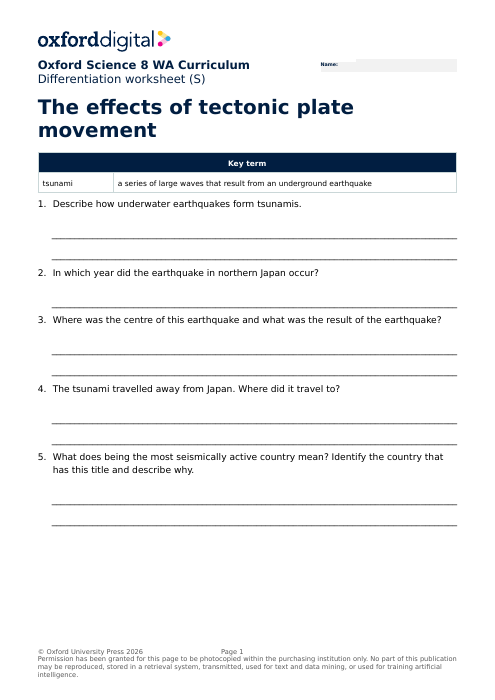 oxforddigital
Oxford Science 8 WA Curriculum
Name:
Differentiation worksheet (S)
The effects of tectonic plate
movement
Key term
tsunami a series of large waves that result from an underground earthquake
1. Describe how underwater earthquakes form tsunamis.
2. In which year did the earthquake in northern Japan occur?
3. Where was the centre of this earthquake and what was the result of the earthquake?
4. The tsunami travelled away from Japan. Where did it travel to?
5. What does being the most seismically active country mean? Identify the country that
has this title and describe why.
© Oxford University Press 2026 Page 1
Permission has been granted for this page to be photocopied within the purchasing institution only. No part of this publication
may be reproduced, stored in a retrieval system, transmitted, used for text and data mining, or used for training artificial
intelligence.